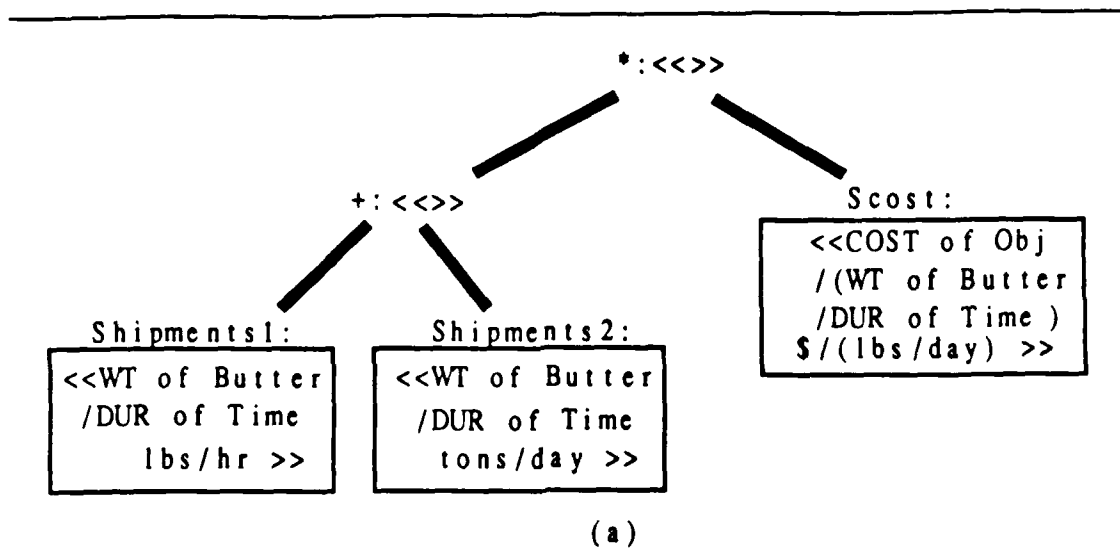 *:<<>>
+:<<>>
Scost:
<<COST of Obj
/(WT of Butter
/DUR of Time )
$/(lbs/day) >>
Shipments1:
<<WT of Butter
/DUR of Time
lbs/hr >>
Shipments2:
<<WT of Butter
/DUR of Time
tons/day >>
(a)